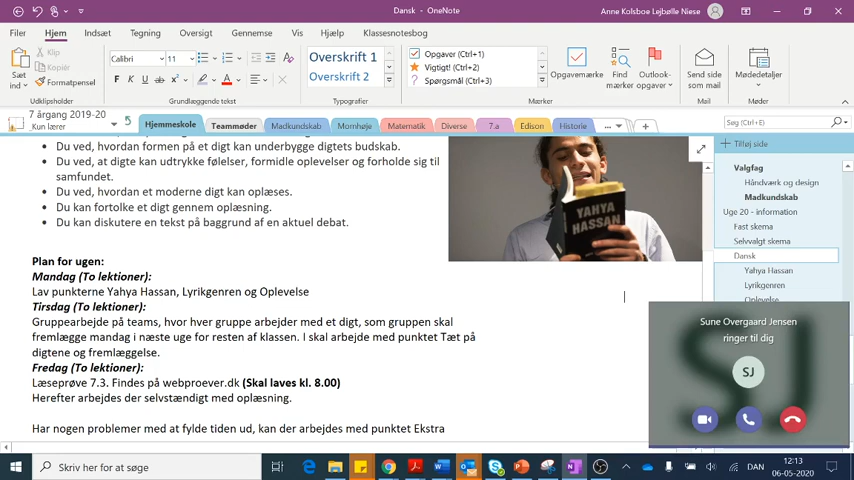 Dansk - OneNote
Anne Kolsboe Lejbølle Niese
Filer Hjem Indsæt Tegning Oversigt Gennemse Vis Hjælp Klassenotesbog
Sæt ind
Klip
Kopiér
Formatpensel
Udklipsholder
Calibri 11
F K U ab x²
Grundlæggende tekst
Overskrift 1
Overskrift 2
Typografier
Opgaver (Ctrl+1)
Vigtigt! (Ctrl+2)
Spørgsmål (Ctrl+3)
Opgavemærke
Find mærker
Outlook-opgaver
Mærker
Send side som mail
Mail
Mødedetaljer
Møder
7 årgang 2019-20 _Kun lærer
Hjemmeskole Teammøder Madkundskab Mornhøje Matematik Diverse 7.a Edison Historie ... +
Søg (Ctrl+E)
Du ved, hvordan formen på et digt kan underbygge digtets budskab.
Du ved, at digte kan udtrykke følelser, formidle oplevelser og forholde sig til
samfundet.
Du ved, hvordan et moderne digt kan oplæses.
Du kan fortolke et digt gennem oplæsning.
Du kan diskutere en tekst på baggrund af en aktuel debat.
YAHYA
HASSAN
Plan for ugen:
Mandag (To lektioner):
Lav punkterne Yahya Hassan, Lyrikgenren og Oplevelse
Tirsdag (To lektioner):
Gruppearbejde på teams, hvor hver gruppe arbejder med et digt, som gruppen skal
fremlægge mandag i næste uge for resten af klassen. I skal arbejde med punktet Tæt på
digtene og fremlæggelse.
Fredag (To lektioner):
Læseprøve 7.3. Findes på webproever.dk (Skal laves kl. 8.00)
Herefter arbejdes der selvstændigt med oplæsning.
Har nogen problemer med at fylde tiden ud, kan der arbejdes med punktet Ekstra
Tilføj side
Valgfag
Håndværk og design
Madkundskab
Uge 20 - information
Fast skema
Selvvalgt skema
Dansk
Yahya Hassan
Lyrikgenren
Oplevelse
Sune Overgaard Jensen
ringer til dig
SJ
Skriv her for at søge
DAN
12:13
06-05-2020